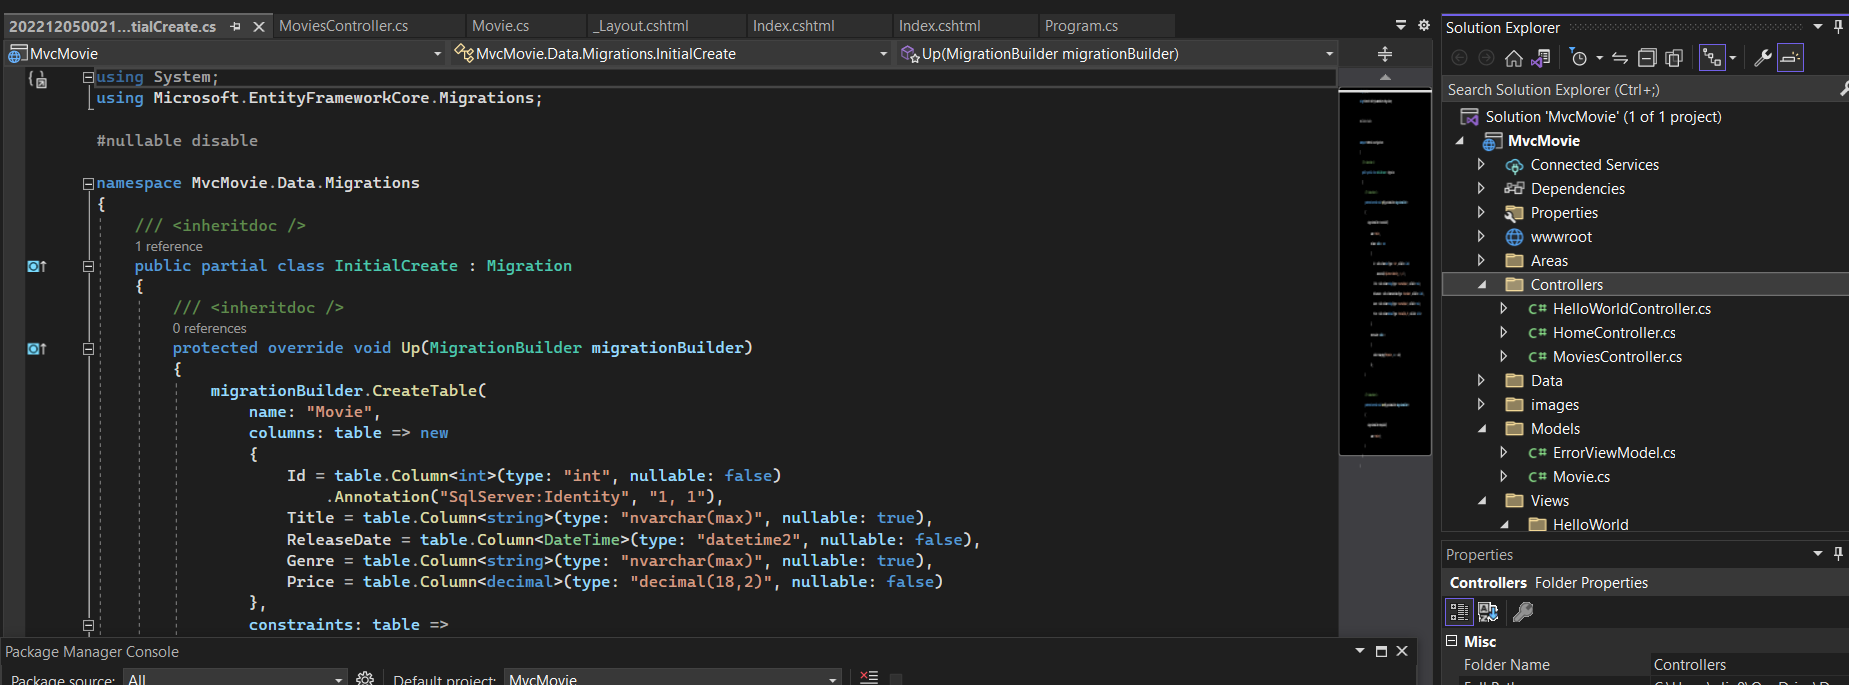 202212050021...tialCreate.cs
MoviesController.cs
Movie.cs
_Layout.cshtml
Index.cshtml
Index.cshtml
Program.cs
MvcMovie
MvcMovie.Data.Migrations.InitialCreate
Up(MigrationBuilder migrationBuilder)
using System;
using Microsoft.EntityFrameworkCore.Migrations;
#nullable disable
namespace MvcMovie.Data.Migrations
{
/// <inheritdoc />
1 reference
public partial class InitialCreate : Migration
{
/// <inheritdoc />
0 references
protected override void Up(MigrationBuilder migrationBuilder)
{
migrationBuilder.CreateTable(
name: "Movie",
columns: table => new
{
Id = table.Column<int>(type: "int", nullable: false)
.Annotation("SqlServer:Identity", "1, 1"),
Title = table.Column<string>(type: "nvarchar(max)", nullable: true),
ReleaseDate = table.Column<DateTime>(type: "datetime2", nullable: false),
Genre = table.Column<string>(type: "nvarchar(max)", nullable: true),
Price = table.Column<decimal>(type: "decimal(18,2)", nullable: false)
},
constraints: table =>
Package Manager Console
Package source: All
Default project: MvcMovie
Solution Explorer
Search Solution Explorer (Ctrl+;)
Solution 'MvcMovie' (1 of 1 project)
MvcMovie
Connected Services
Dependencies
Properties
wwwroot
Areas
Controllers
C# HelloWorldController.cs
C# HomeController.cs
C# MoviesController.cs
Data
images
Models
C# ErrorViewModel.cs
C# Movie.cs
Views
HelloWorld
Properties
Controllers Folder Properties
Misc
Folder Name Controllers